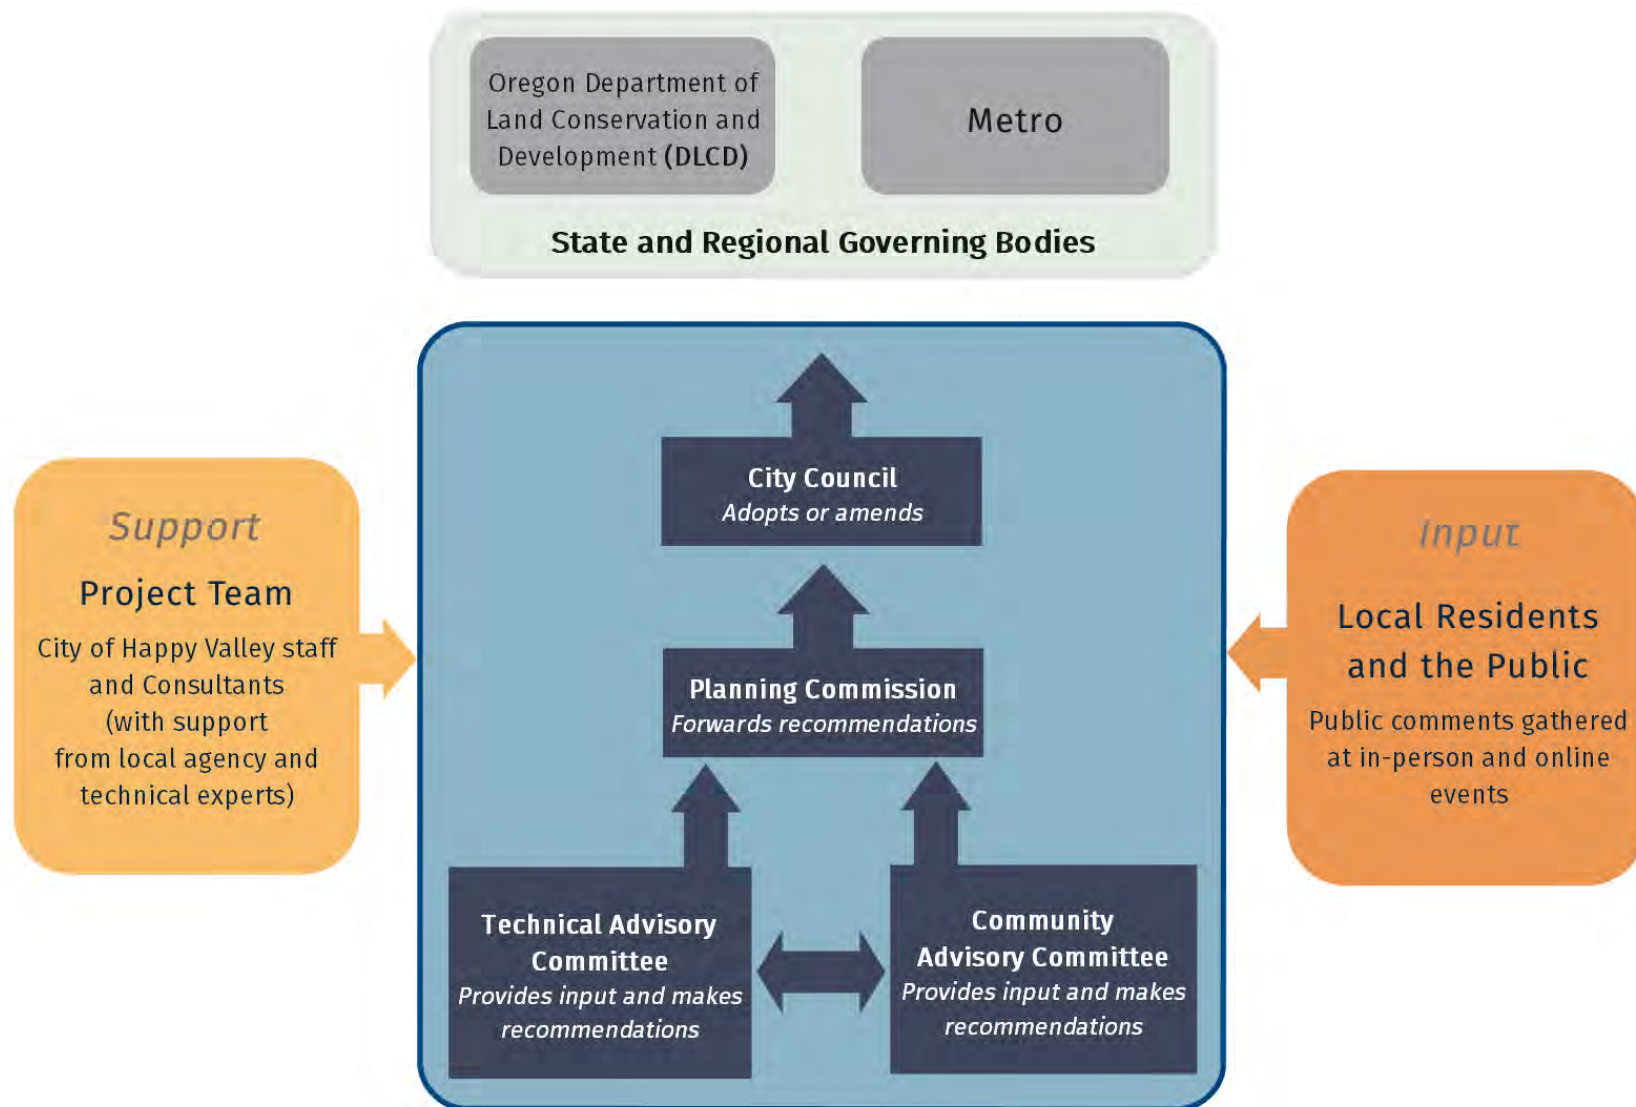 Oregon Department of
Land Conservation and
Development (DLCD)
Metro
State and Regional Governing Bodies
City Council
Adopts or amends
Support
Project Team
City of Happy Valley staff
and Consultants
(with support
from local agency and
technical experts)
Input
Local Residents
and the Public
Public comments gathered
at in-person and online
events
Planning Commission
Forwards recommendations
Technical Advisory
Committee
Provides input and makes
recommendations
Community
Advisory Committee
Provides input and makes
recommendations